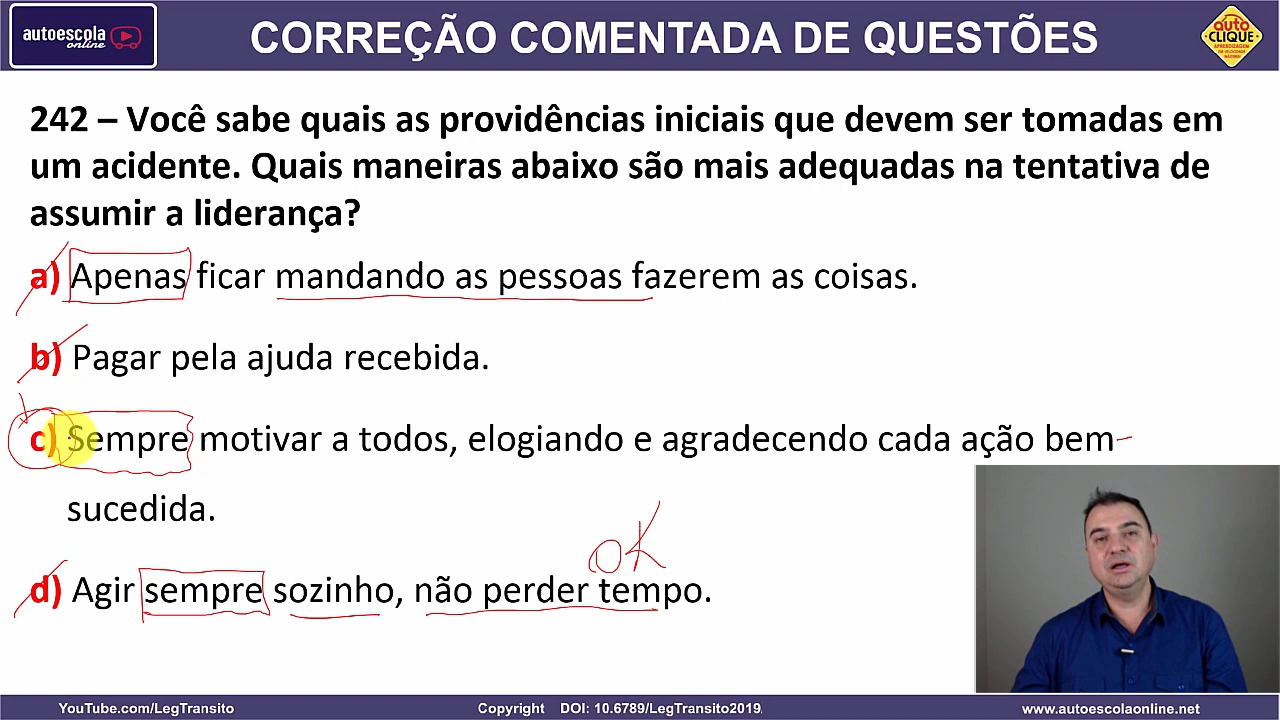 autoescola
online
CORREÇÃO COMENTADA DE QUESTÕES
auto
CLIQUE
APRENDIZAGEM
242 – Você sabe quais as providências iniciais que devem ser tomadas em
um acidente. Quais maneiras abaixo são mais adequadas na tentativa de
assumir a liderança?
a) Apenas ficar mandando as pessoas fazerem as coisas.
b) Pagar pela ajuda recebida.
c) Sempre motivar a todos, elogiando e agradecendo cada ação bem-
sucedida.
OK
d) Agir sempre sozinho, não perder tempo.
YouTube.com/LegTransito
Copyright DOI: 10.6789/LegTransito2019.
www.autoescolaonline.net